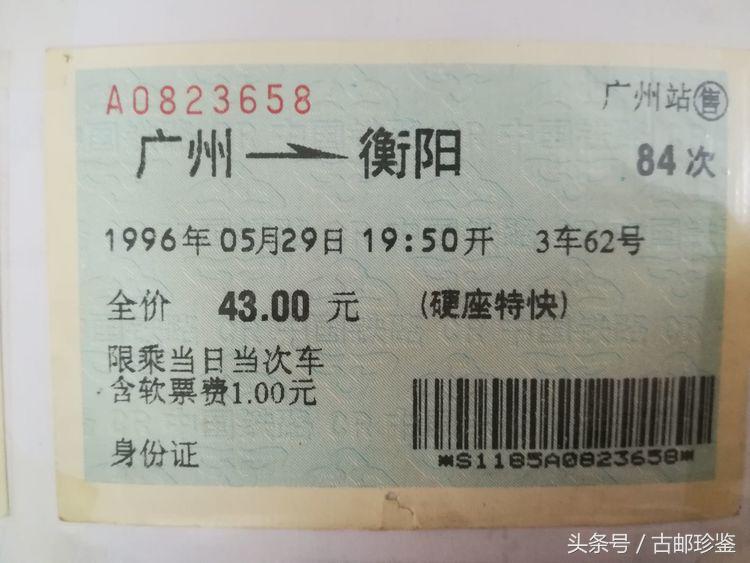 A0823658
广州站㊝售
广州 → 衡阳
84次
1996年05月29日 19:50开 3车62号
全价 43.00 元 (硬座特快)
限乘当日当次车
含软票费1.00元
*S1185A0823658*
身份证
头条号 / 古邮珍鉴